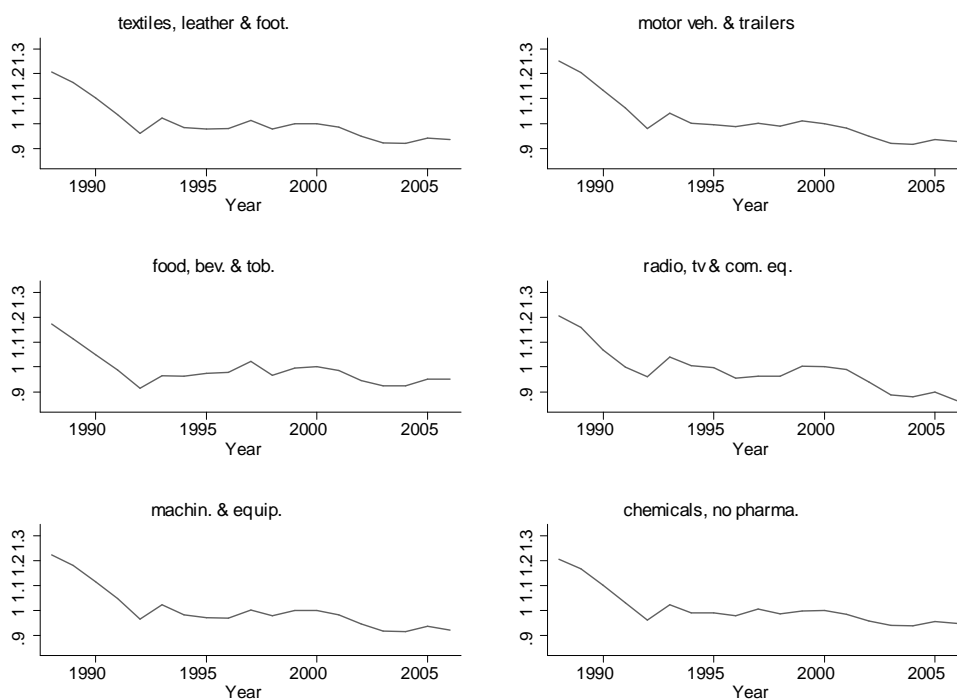 textiles, leather & foot.
1.3
1.2
1.1
1
.9
1990 1995 2000 2005
Year
motor veh. & trailers
1.3
1.2
1.1
1
.9
1990 1995 2000 2005
Year
food, bev. & tob.
1.3
1.2
1.1
1
.9
1990 1995 2000 2005
Year
radio, tv & com. eq.
1.3
1.2
1.1
1
.9
1990 1995 2000 2005
Year
machin. & equip.
1.3
1.2
1.1
1
.9
1990 1995 2000 2005
Year
chemicals, no pharma.
1.3
1.2
1.1
1
.9
1990 1995 2000 2005
Year